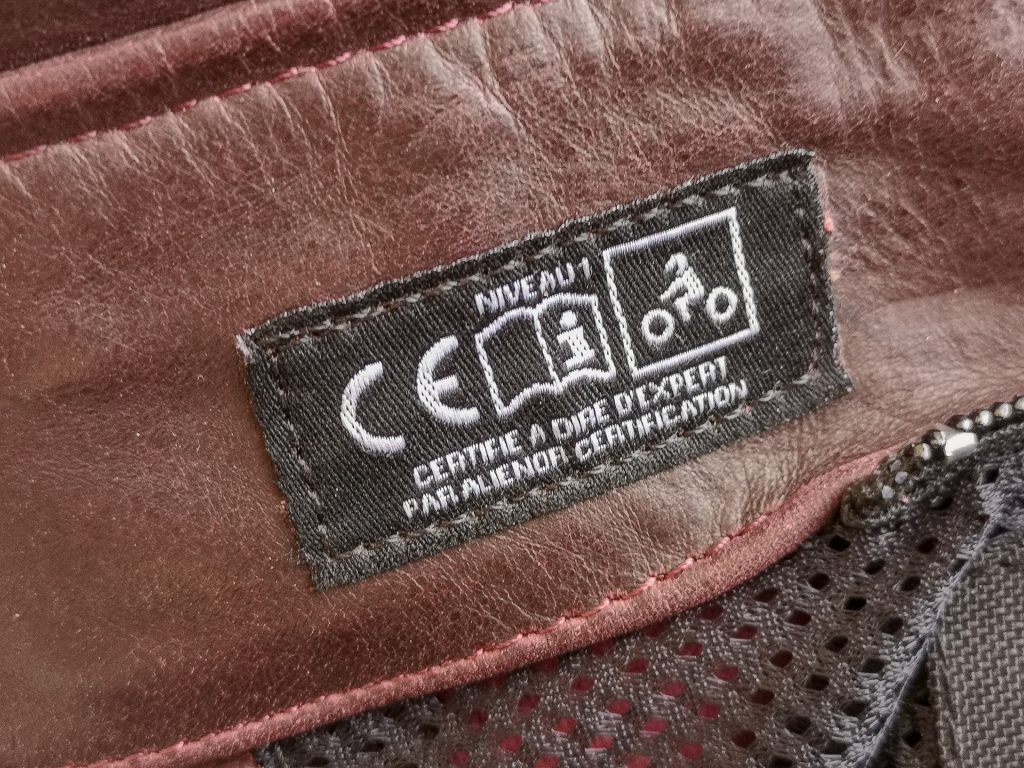 NIVEAU 1
CE i
CERTIFIE A DIRE D'EXPERT
PAR ALIENOR CERTIFICATION